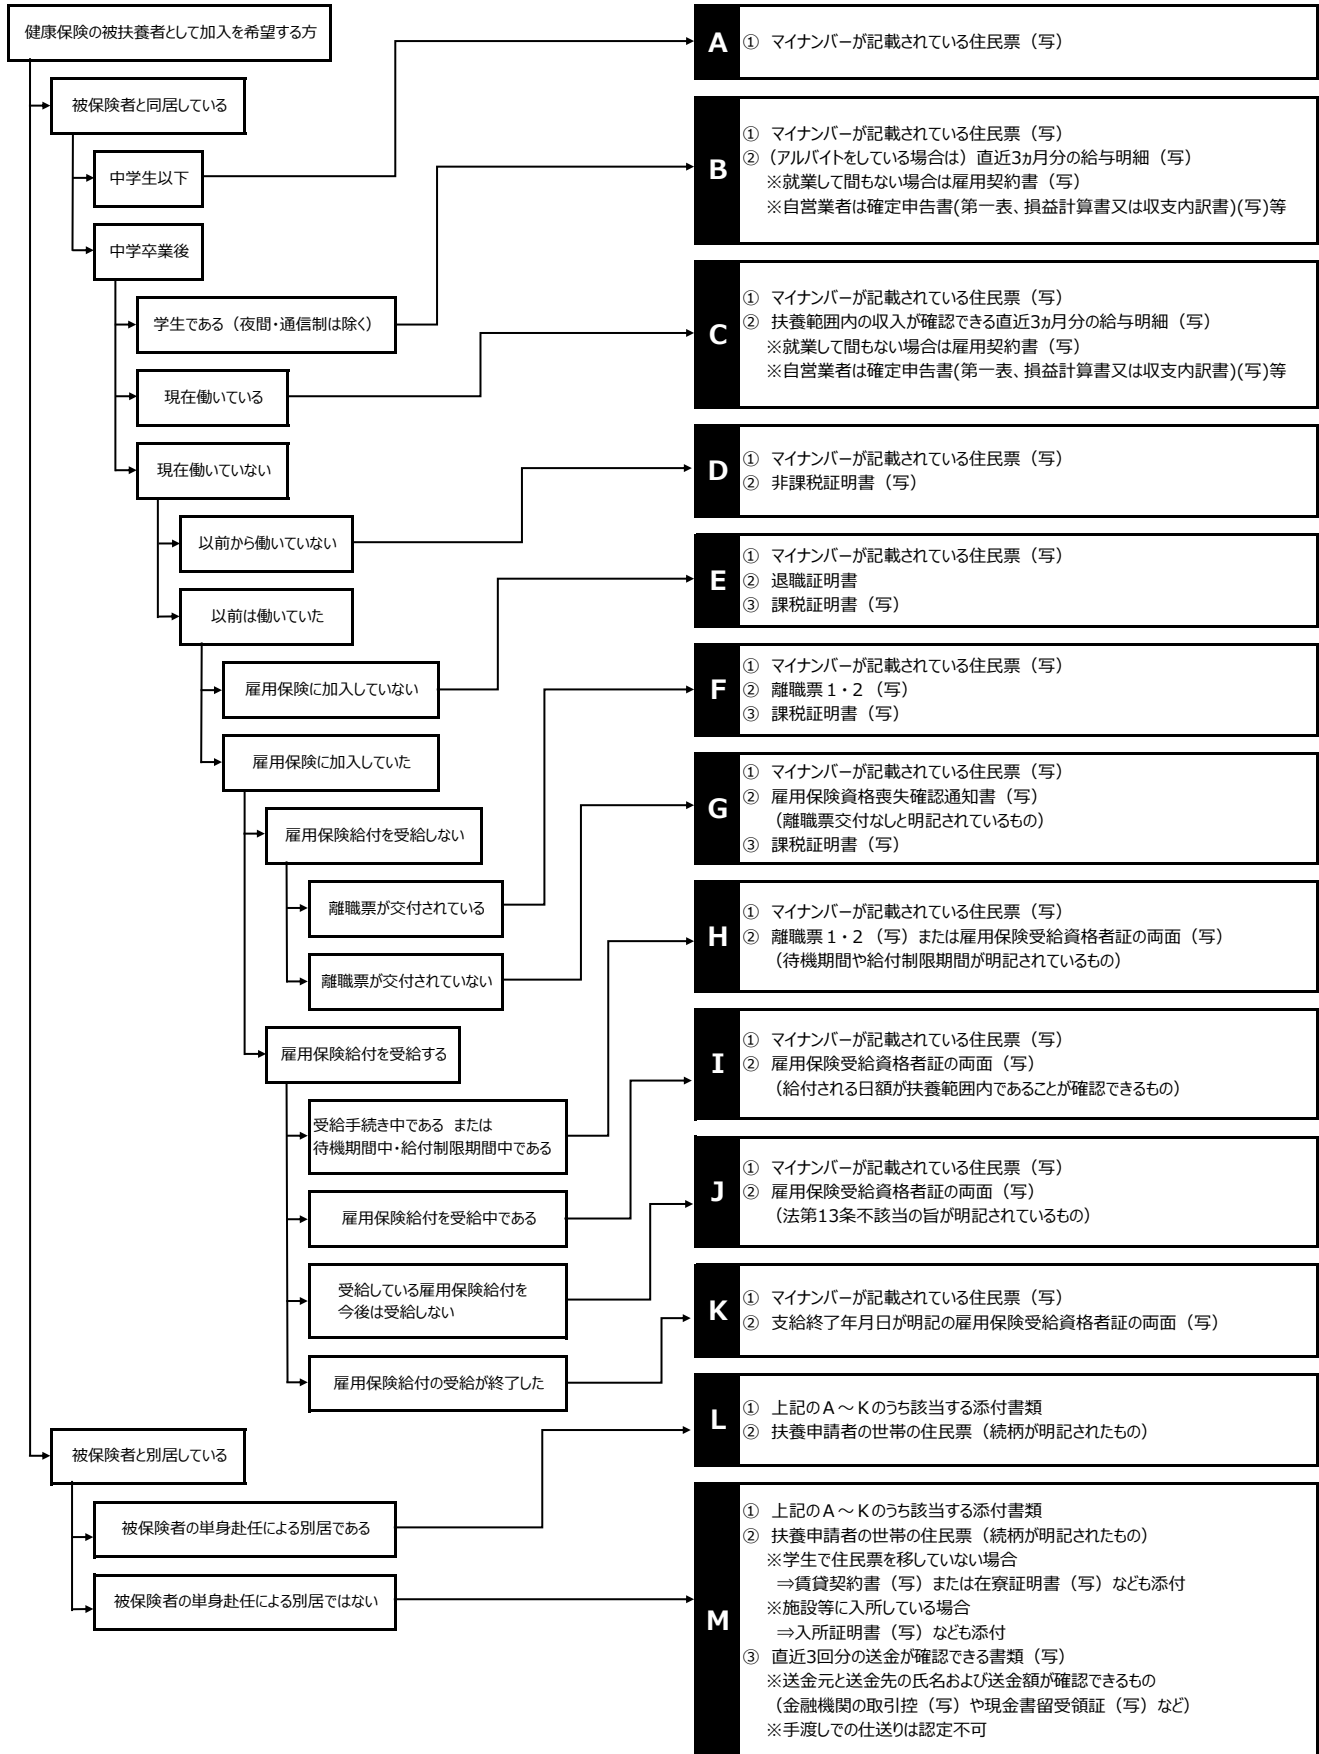 健康保険の被扶養者として加入を希望する方
被保険者と同居している
中学生以下
中学卒業後
学生である（夜間・通信制は除く）
現在働いている
現在働いていない
以前から働いていない
以前は働いていた
雇用保険に加入していない
雇用保険に加入していた
雇用保険給付を受給しない
離職票が交付されている
離職票が交付されていない
雇用保険給付を受給する
受給手続き中である または
待機期間中・給付制限期間中である
雇用保険給付を受給中である
受給している雇用保険給付を
今後は受給しない
雇用保険給付の受給が終了した
被保険者と別居している
被保険者の単身赴任による別居である
被保険者の単身赴任による別居ではない
A
① マイナンバーが記載されている住民票（写）
B
① マイナンバーが記載されている住民票（写）
②（アルバイトをしている場合は）直近3ヵ月分の給与明細（写）
※就業して間もない場合は雇用契約書（写）
※自営業者は確定申告書(第一表、損益計算書又は収支内訳書)(写)等
C
① マイナンバーが記載されている住民票（写）
② 扶養範囲内の収入が確認できる直近3ヵ月分の給与明細（写）
※就業して間もない場合は雇用契約書（写）
※自営業者は確定申告書(第一表、損益計算書又は収支内訳書)(写)等
D
① マイナンバーが記載されている住民票（写）
② 非課税証明書（写）
E
① マイナンバーが記載されている住民票（写）
② 退職証明書
③ 課税証明書（写）
F
① マイナンバーが記載されている住民票（写）
② 離職票１・２（写）
③ 課税証明書（写）
G
① マイナンバーが記載されている住民票（写）
② 雇用保険資格喪失確認通知書（写）
（離職票交付なしと明記されているもの）
③ 課税証明書（写）
H
① マイナンバーが記載されている住民票（写）
② 離職票１・２（写）または雇用保険受給資格者証の両面（写）
（待機期間や給付制限期間が明記されているもの）
I
① マイナンバーが記載されている住民票（写）
② 雇用保険受給資格者証の両面（写）
（給付される日額が扶養範囲内であることが確認できるもの）
J
① マイナンバーが記載されている住民票（写）
② 雇用保険受給資格者証の両面（写）
（法第13条不該当の旨が明記されているもの）
K
① マイナンバーが記載されている住民票（写）
② 支給終了年月日が明記の雇用保険受給資格者証の両面（写）
L
① 上記のＡ～Ｋのうち該当する添付書類
② 扶養申請者の世帯の住民票（続柄が明記されたもの）
M
① 上記のＡ～Ｋのうち該当する添付書類
② 扶養申請者の世帯の住民票（続柄が明記されたもの）
※学生で住民票を移していない場合
⇒賃貸契約書（写）または在寮証明書（写）なども添付
※施設等に入所している場合
⇒入所証明書（写）なども添付
③ 直近3回分の送金が確認できる書類（写）
※送金元と送金先の氏名および送金額が確認できるもの
（金融機関の取引控（写）や現金書留受領証（写）など）
※手渡しでの仕送りは認定不可